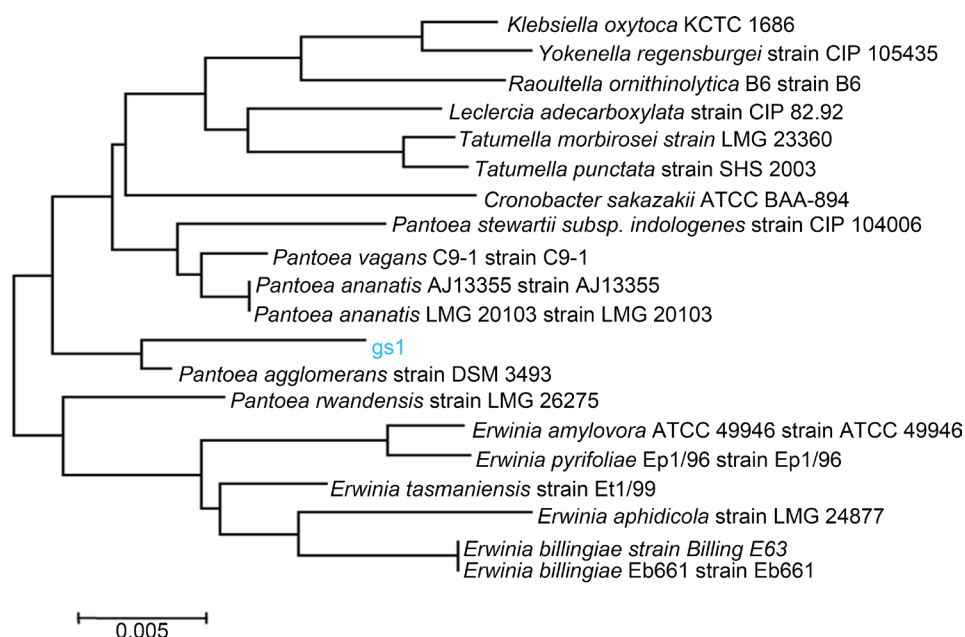 Klebsiella oxytoca KCTC 1686
Yokenella regensburgei strain CIP 105435
Raoultella ornithinolytica B6 strain B6
Leclercia adecarboxylata strain CIP 82.92
Tatumella morbirosei strain LMG 23360
Tatumella punctata strain SHS 2003
Cronobacter sakazakii ATCC BAA-894
Pantoea stewartii subsp. indologenes strain CIP 104006
Pantoea vagans C9-1 strain C9-1
Pantoea ananatis AJ13355 strain AJ13355
Pantoea ananatis LMG 20103 strain LMG 20103
gs1
Pantoea agglomerans strain DSM 3493
Pantoea rwandensis strain LMG 26275
Erwinia amylovora ATCC 49946 strain ATCC 49946
Erwinia pyrifoliae Ep1/96 strain Ep1/96
Erwinia tasmaniensis strain Et1/99
Erwinia aphidicola strain LMG 24877
Erwinia billingiae strain Billing E63
Erwinia billingiae Eb661 strain Eb661
0.005